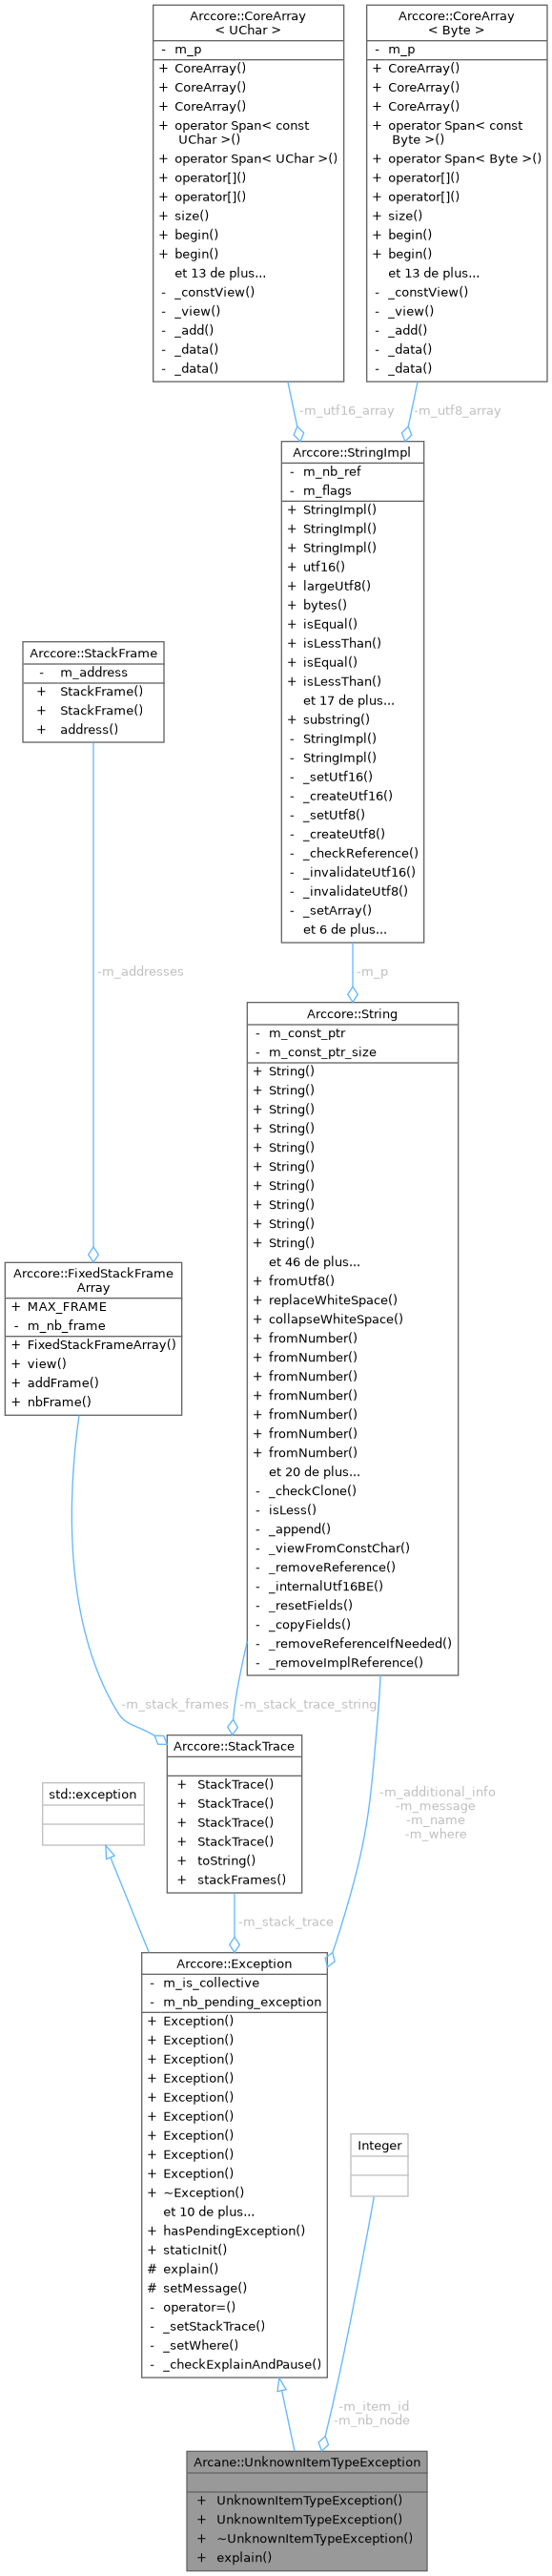 Arccore::CoreArray
< UChar >
- m_p
+ CoreArray()
+ CoreArray()
+ CoreArray()
+ operator Span< const
UChar >()
+ operator Span< UChar >()
+ operator[]()
+ operator[]()
+ size()
+ begin()
+ begin()
et 13 de plus...
- _constView()
- _view()
- _add()
- _data()
- _data()
Arccore::CoreArray
< Byte >
- m_p
+ CoreArray()
+ CoreArray()
+ CoreArray()
+ operator Span< const
Byte >()
+ operator Span< Byte >()
+ operator[]()
+ operator[]()
+ size()
+ begin()
+ begin()
et 13 de plus...
- _constView()
- _view()
- _add()
- _data()
- _data()
-m_utf16_array
-m_utf8_array
Arccore::StringImpl
- m_nb_ref
- m_flags
+ StringImpl()
+ StringImpl()
+ StringImpl()
+ utf16()
+ largeUtf8()
+ bytes()
+ isEqual()
+ isLessThan()
+ isEqual()
+ isLessThan()
et 17 de plus...
+ substring()
- StringImpl()
- StringImpl()
- _setUtf16()
- _createUtf16()
- _setUtf8()
- _createUtf8()
- _checkReference()
- _invalidateUtf16()
- _invalidateUtf8()
- _setArray()
et 6 de plus...
Arccore::StackFrame
- m_address
+ StackFrame()
+ StackFrame()
+ address()
-m_addresses
-m_p
Arccore::String
- m_const_ptr
- m_const_ptr_size
+ String()
+ String()
+ String()
+ String()
+ String()
+ String()
+ String()
+ String()
+ String()
+ String()
et 46 de plus...
+ fromUtf8()
+ replaceWhiteSpace()
+ collapseWhiteSpace()
+ fromNumber()
+ fromNumber()
+ fromNumber()
+ fromNumber()
+ fromNumber()
+ fromNumber()
+ fromNumber()
et 20 de plus...
- _checkClone()
- isLess()
- _append()
- _viewFromConstChar()
- _removeReference()
- _internalUtf16BE()
- _resetFields()
- _copyFields()
- _removeReferenceIfNeeded()
- _removeImplReference()
Arccore::FixedStackFrame
Array
+ MAX_FRAME
- m_nb_frame
+ FixedStackFrameArray()
+ view()
+ addFrame()
+ nbFrame()
-m_stack_frames
-m_stack_trace_string
Arccore::StackTrace
+ StackTrace()
+ StackTrace()
+ StackTrace()
+ StackTrace()
+ toString()
+ stackFrames()
std::exception
-m_additional_info
-m_message
-m_name
-m_where
-m_stack_trace
Arccore::Exception
- m_is_collective
- m_nb_pending_exception
+ Exception()
+ Exception()
+ Exception()
+ Exception()
+ Exception()
+ Exception()
+ Exception()
+ Exception()
+ Exception()
+ ~Exception()
et 10 de plus...
+ hasPendingException()
+ staticInit()
# explain()
# setMessage()
- operator=()
- _setStackTrace()
- _setWhere()
- _checkExplainAndPause()
Integer
-m_item_id
-m_nb_node
Arcane::UnknownItemTypeException
+ UnknownItemTypeException()
+ UnknownItemTypeException()
+ ~UnknownItemTypeException()
+ explain()